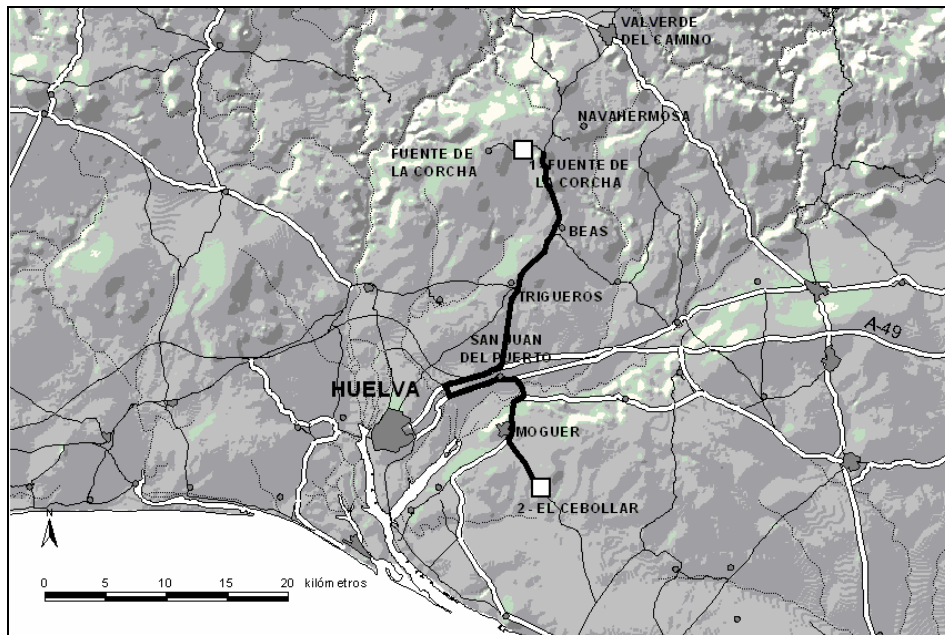 VALVERDE
DEL CAMINO
NAVAHERMOSA
FUENTE DE
LA CORCHA
1 - FUENTE DE
LA CORCHA
BEAS
TRIGUEROS
SAN JUAN
DEL PUERTO
A-49
HUELVA
MOGUER
2 - EL CEBOLLAR
N
0 5 10 15 20 kilómetros